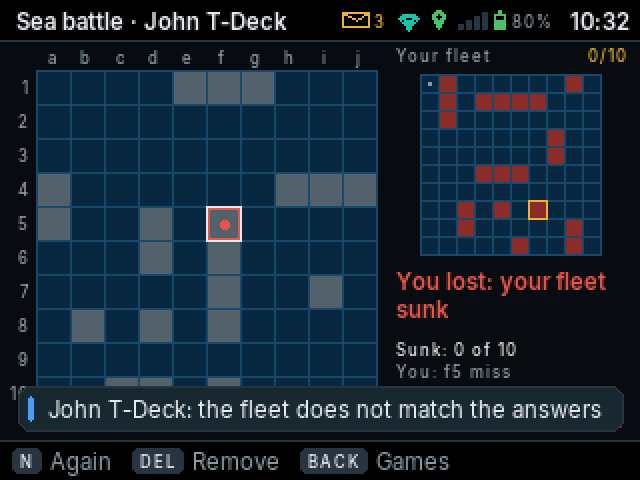 Sea battle · John T-Deck 3 80% 10:32
a b c d e f g h i j
Your fleet 0/10
1
2
3
4
5
6
7
8
9
You lost: your fleet
sunk
Sunk: 0 of 10
You: f5 miss
John T-Deck: the fleet does not match the answers
N Again DEL Remove BACK Games